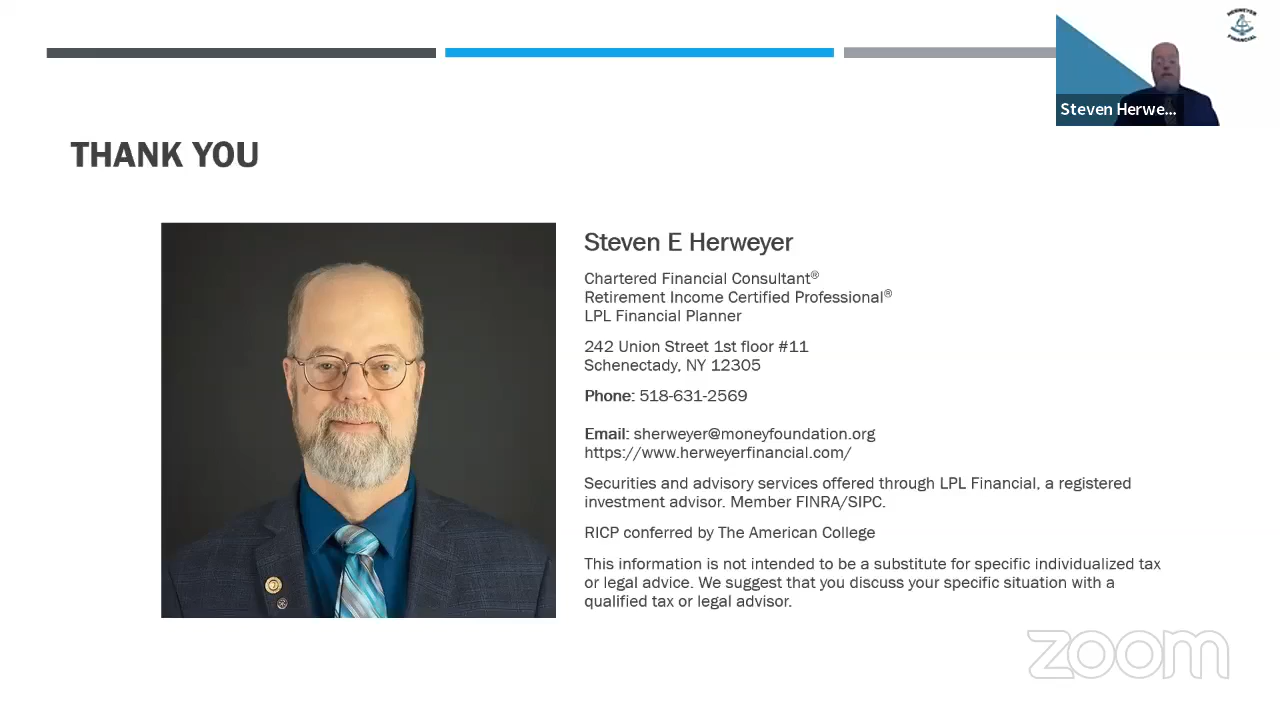 HERWEYER
FINANCIAL
Steven Herwe...
THANK YOU
Steven E Herweyer
Chartered Financial Consultant®
Retirement Income Certified Professional®
LPL Financial Planner
242 Union Street 1st floor #11
Schenectady, NY 12305
Phone: 518-631-2569
Email: sherweyer@moneyfoundation.org
https://www.herweyerfinancial.com/
Securities and advisory services offered through LPL Financial, a registered
investment advisor. Member FINRA/SIPC.
RICP conferred by The American College
This information is not intended to be a substitute for specific individualized tax
or legal advice. We suggest that you discuss your specific situation with a
qualified tax or legal advisor.
zoom